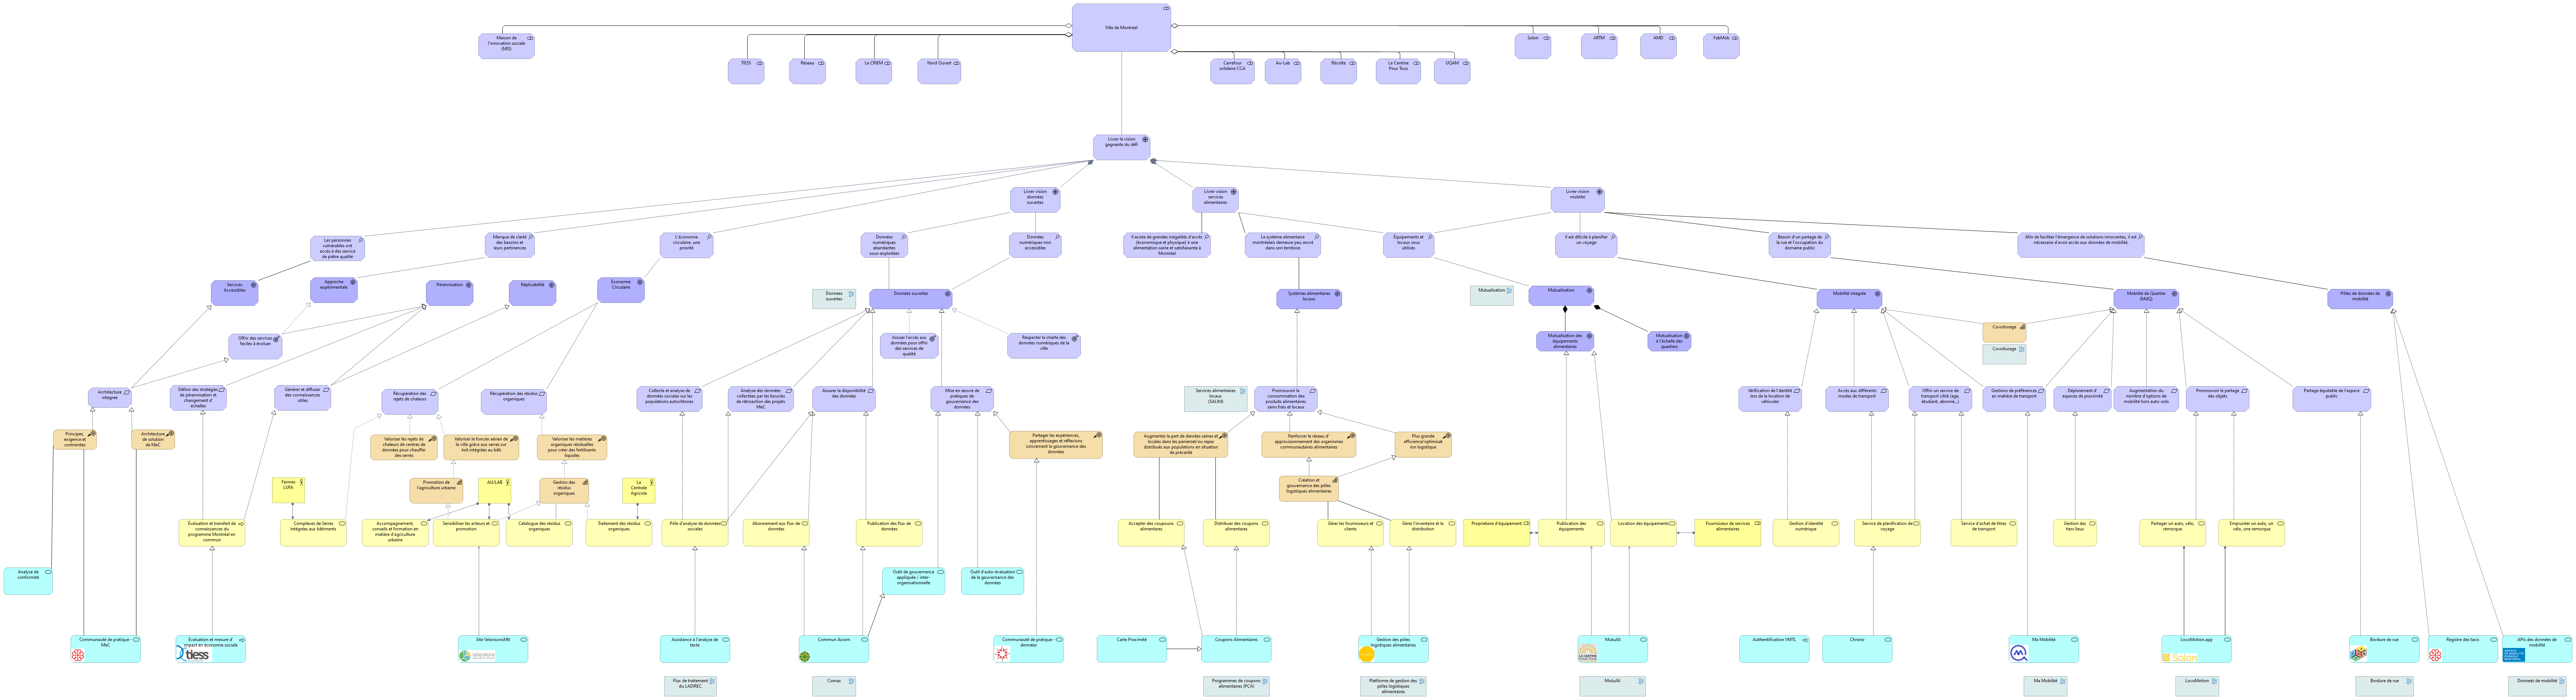 Ville de Montréal
Maison de
l'innovation sociale
(MIS)
Solon
ARTM
AMD
FabMob
TIESS
Réseau
Le CRIEM
Nord Ouvert
Carrefour
solidaire CCA
Au-Lab
Récolte
La Cantine
Pour Tous
UQAM
Livrer la vision
gagnante du défi
Livrer vision
données
ouvertes
Livrer vision
services
alimentaires
Livrer vision
mobilité
Les personnes
vulnérables ont
accès à des service
de piètre qualité
Manque de clarté
des besoins et
leurs pertinences
L'économie
circulaire, une
priorité
Données
numériques
abandantes
sous-exploitées
Données
numériques non
accessibles
Il existe de grandes inégalités d'accès
(économique et physique) à une
alimentation saine et satisfaisante à
Montréal
Le système alimentaire
montréalais demeure peu ancré
dans son territoire
Équipements et
locaux sous
utilisés
Il est difficile à planifier
un voyage
Besoin d'un partage de
la rue et l'occupation du
domaine public
Afin de faciliter l'émergence de solutions innovantes, il est
nécessaire d'avoir accès aux données de mobilité.
Services
Accessibles
Approche
expérimentale
Pérennisation
Réplicabilité
Économie
Circulaire
Données
ouvertes
Données ouvertes
Systèmes alimentaires
locaux
Mutualisation
Mutualisation
Mobilité intégrée
Mobilité de Quartier
(MdQ)
Pôles de données de
mobilité
Offrir des services
faciles à évoluer
Assuer l'accès aux
données pour offrir
des services de
qualité
Respecter la charte des
données numériques de la
ville
Mutualisation des
équipements
alimentaires
Mutualisation
à l'échelle des
quartiers
Covoiturage
Covoiturage
Architecture
intégrée
Définir des stratégies
de pérennisation et
changement d'
échelles
Générer et diffuser
des connaissances
utiles
Récupération des
rejets de chaleurs
Récupération des résidus
organiques
Collecte et analyse de
données sociales sur les
populations autochtones
Analyse des données
collectées par les boucles
de rétroaction des projets
MeC
Assurer la disponibilité
des données
Mise en œuvre de
pratiques de
gouvernance des
données
Services alimentaires
locaux
(SALIM)
Promouvoir la
consommation des
produits alimentaires
sains frais et locaux
Vérification de l'identité
lors de la location de
véhicules
Accès aux différents
modes de transport
Offrir un service de
transport ciblé (age,
étudiant, abonné,..)
Gestions de préférences
en matière de transport
Déploiement d'
espaces de proximité
Augmentation du
nombre d'options de
mobilité hors auto-solo
Promouvoir le partage
des objets
Partage équitable de l'espace
public
Principes,
exigence et
contraintes
Architecture
de solution
de MeC
Valoriser les rejets de
chaleurs de centres de
données pour chauffer
des serres
Valoriser le foncier aérien de
la ville grâce aux serres sur
toit intégrées au bâti
Valoriser les matières
organiques résiduelles
pour créer des fertilisants
liquides
Partager les expériences,
apprentissages et réflexions
concernant la gouvernance des
données
Augmenter la part de denrées saines et
locales dans les panierset/ou repas
distribués aux populations en situation
de précarité
Renforcer le réseau d'
approvisionnement des organismes
communautaires alimentaires
Plus grande
efficience/optimisat
ion logistique
Fermes
LUFA
Promotion de
l'agriculture urbaine
AU/LAB
Gestion des
résidus
organiques
La
Centrale
Agricole
Création et
gouvernance des pôles
logistiques alimentaires
Évaluation et transfert de
connaissances du
programme Montréal en
commun
Complexes de Serres
intégrées aux bâtiments
Accompagnement,
conseils et formation en
matière d'agriculture
urbaine
Sensibiliser les acteurs et
promotion
Catalogue des résidus
organiques
Traitement des résidus
organiques
Pôle d'analyse de données
sociales
Abonnement aux flux de
données
Publication des flux de
données
Accepter des coupouns
alimentaires
Distribuer des coupons
alimentaires
Gérer les fournisseurs et
clients
Gérer l'inventaire et la
distribution
Propriétaire d'équipement
Publication des
équipements
Location des équipements
Fournisseur de services
alimentaires
Gestion d'identité
numérique
Service de planification de
voyage
Service d'achat de titres
de transport
Gestion des
tiers lieux
Partager un auto, vélo,
remorque
Emprunter un auto, un
vélo, une remorque
Analyse de
conformité
Outil de gouvernance
appliquée / inter-
organisationnelle
Outil d'auto-évaluation
de la gouvernance des
données
Communauté de pratique -
MeC
Évaluation et mesure d'
impact en économie sociale
tiess
Site ValorisonsMtl
Assistance à l'analyse de
texte
Commun Axiom
Communauté de pratique -
données
Carte Proximité
Coupons Alimentaires
Gestion des pôles
logistiques alimentaires
MutuAli
LA CANTINE
POUR TOUS
Authentification VMTL
Chrono
Ma Mobilité
LocoMotion.app
Solon
Bordure de rue
Registre des taxis
APIs des données de
mobilité
Flux de traitement
du LADIREC
Comax
Programmes de coupons
alimentaires (PCA)
Platforme de gestion des
pôles logistiques
alimentaires
MutuAli
Ma Mobilité
LocoMotion
Bordure de rue
Donneés de mobilité